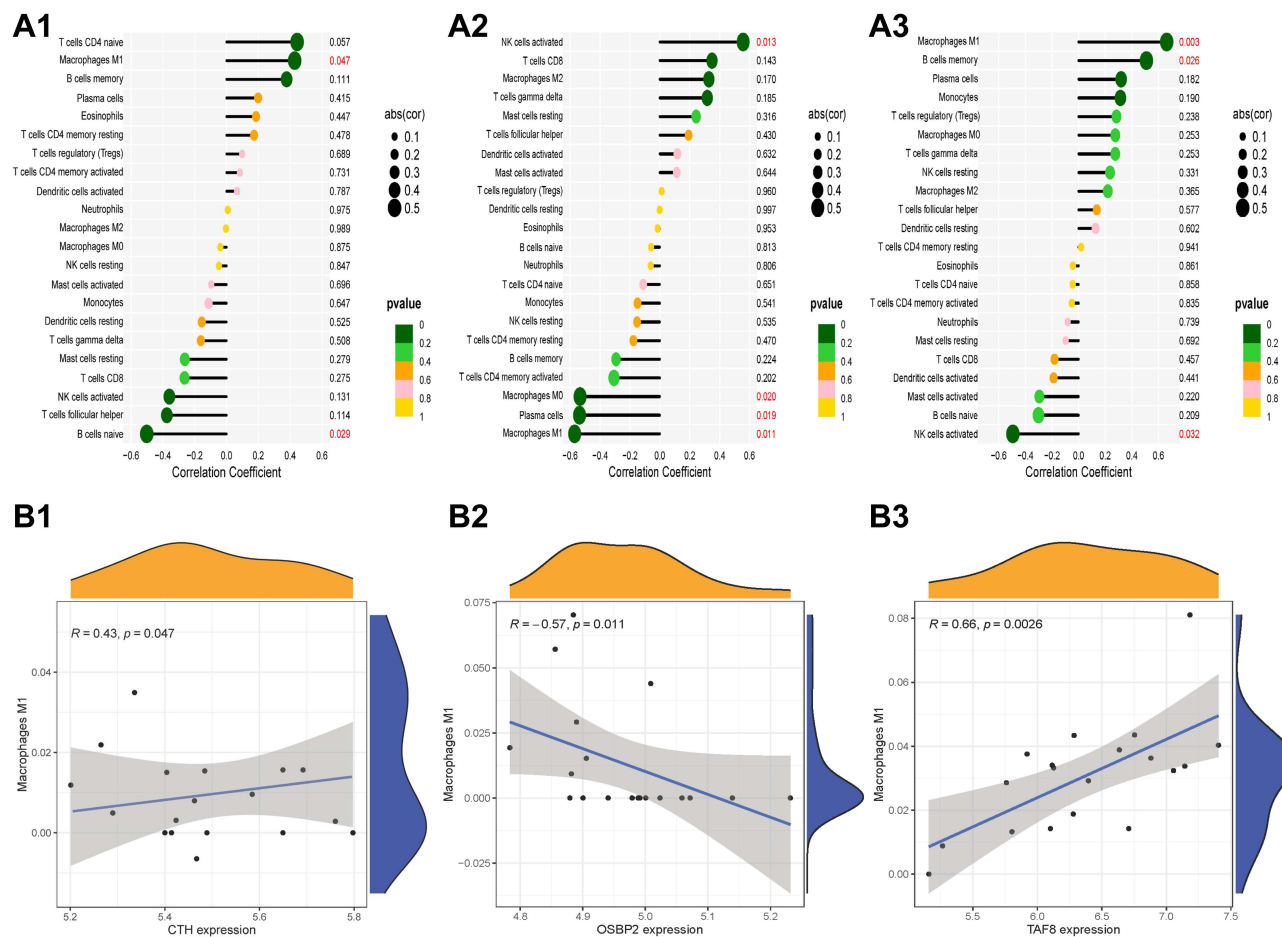 A1
T cells CD4 naive 0.057
Macrophages M1 0.047
B cells memory 0.111
Plasma cells 0.415
Eosinophils 0.447
T cells CD4 memory resting 0.478
T cells regulatory (Tregs) 0.689
T cells CD4 memory activated 0.731
Dendritic cells activated 0.787
Neutrophils 0.975
Macrophages M2 0.989
Macrophages M0 0.875
NK cells resting 0.847
Mast cells activated 0.696
Monocytes 0.647
Dendritic cells resting 0.525
T cells gamma delta 0.508
Mast cells resting 0.279
T cells CD8 0.275
NK cells activated 0.131
T cells follicular helper 0.114
B cells naive 0.029
−0.6 −0.4 −0.2 0.0 0.2 0.4 0.6
Correlation Coefficient
abs(cor)
0.1
0.2
0.3
0.4
0.5
pvalue
0
0.2
0.4
0.6
0.8
1
A2
NK cells activated 0.013
T cells CD8 0.143
Macrophages M2 0.170
T cells gamma delta 0.185
Mast cells resting 0.316
T cells follicular helper 0.430
Dendritic cells activated 0.632
Mast cells activated 0.644
T cells regulatory (Tregs) 0.960
Dendritic cells resting 0.997
Eosinophils 0.953
B cells naive 0.813
Neutrophils 0.806
T cells CD4 naive 0.651
Monocytes 0.541
NK cells resting 0.535
T cells CD4 memory resting 0.470
B cells memory 0.224
T cells CD4 memory activated 0.202
Macrophages M0 0.020
Plasma cells 0.019
Macrophages M1 0.011
−0.6 −0.4 −0.2 0.0 0.2 0.4 0.6
Correlation Coefficient
abs(cor)
0.1
0.2
0.3
0.4
0.5
pvalue
0
0.2
0.4
0.6
0.8
1
A3
Macrophages M1 0.003
B cells memory 0.026
Plasma cells 0.182
Monocytes 0.190
T cells regulatory (Tregs) 0.238
Macrophages M0 0.253
T cells gamma delta 0.253
NK cells resting 0.331
Macrophages M2 0.365
T cells follicular helper 0.577
Dendritic cells resting 0.602
T cells CD4 memory resting 0.941
Eosinophils 0.861
T cells CD4 naive 0.858
T cells CD4 memory activated 0.835
Neutrophils 0.739
Mast cells resting 0.692
T cells CD8 0.457
Dendritic cells activated 0.441
Mast cells activated 0.220
B cells naive 0.209
NK cells activated 0.032
−0.6 −0.4 −0.2 0.0 0.2 0.4 0.6
Correlation Coefficient
abs(cor)
0.1
0.2
0.3
0.4
0.5
pvalue
0
0.2
0.4
0.6
0.8
1
B1
R = 0.43, p = 0.047
Macrophages M1
0.04
0.02
0.00
5.2 5.4 5.6 5.8
CTH expression
B2
R = −0.57, p = 0.011
Macrophages M1
0.075
0.050
0.025
0.000
−0.025
4.8 4.9 5.0 5.1 5.2
OSBP2 expression
B3
R = 0.66, p = 0.0026
Macrophages M1
0.08
0.06
0.04
0.02
0.00
5.5 6.0 6.5 7.0 7.5
TAF8 expression